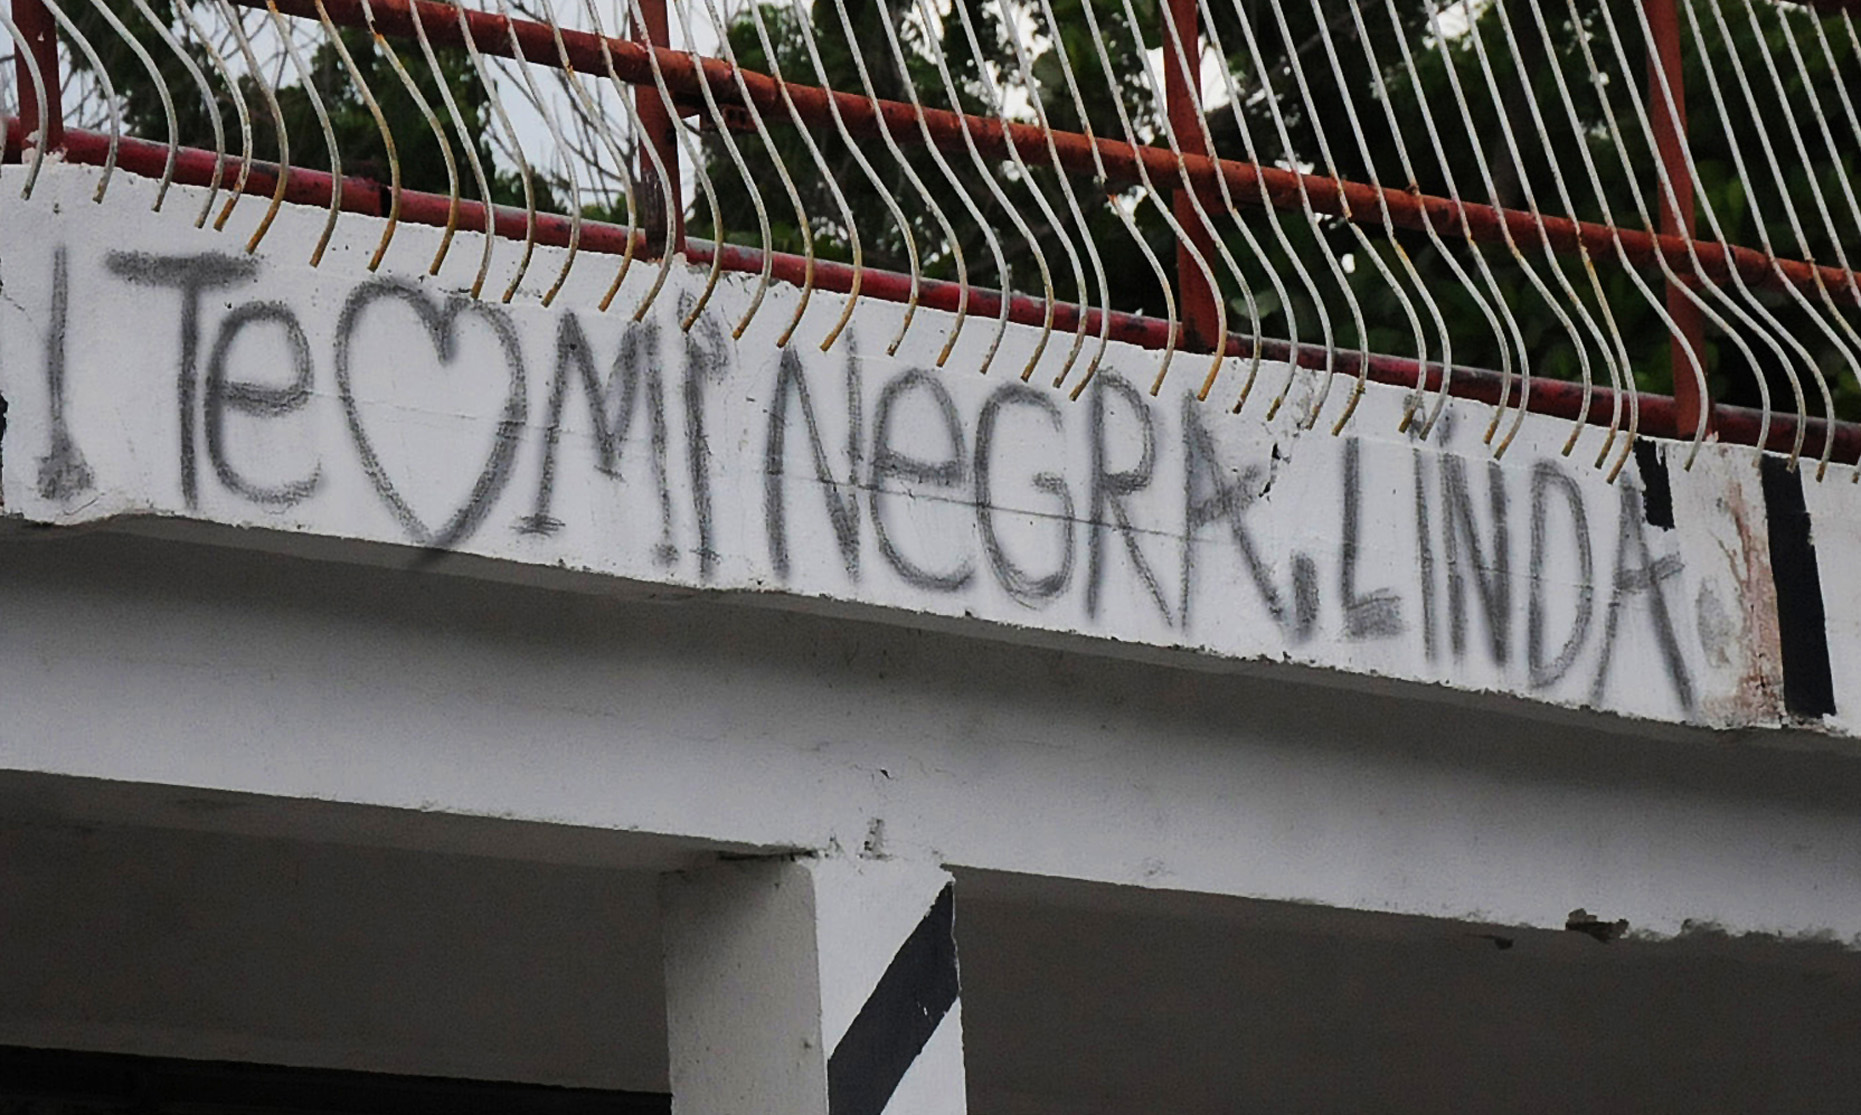 ! Te ♡ Mi NeGRA, LINDA.